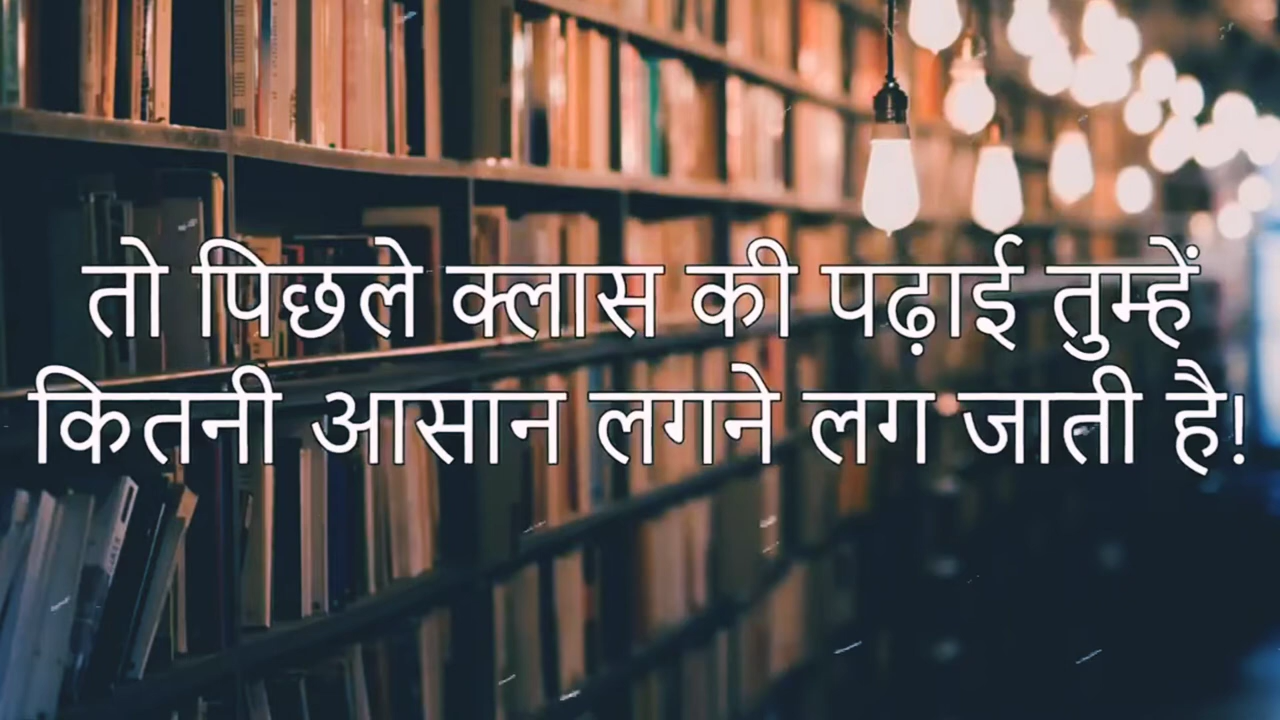 तो पिछले क्लास की पढ़ाई तुम्हें
कितनी आसान लगने लग जाती है!